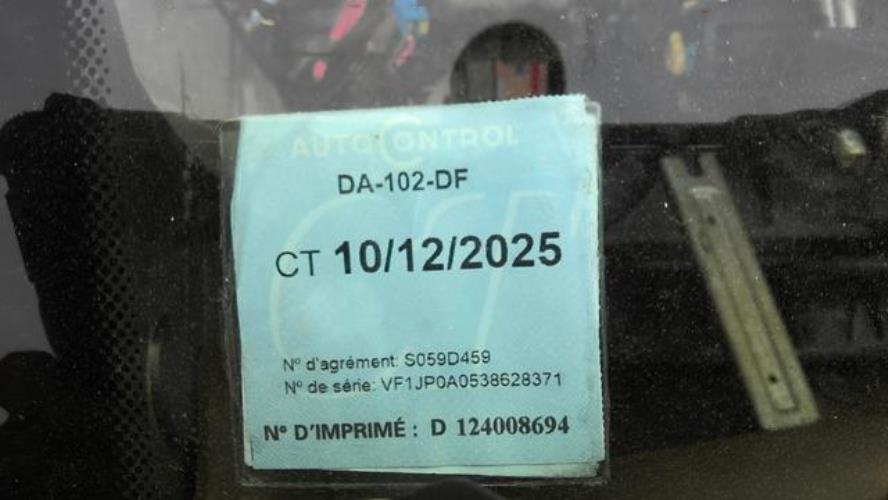 AUTOCONTROL
DA-102-DF
CT 10/12/2025
N° d'agrément: S059D459
N° de série: VF1JP0A0538628371
N° D'IMPRIMÉ : D 124008694